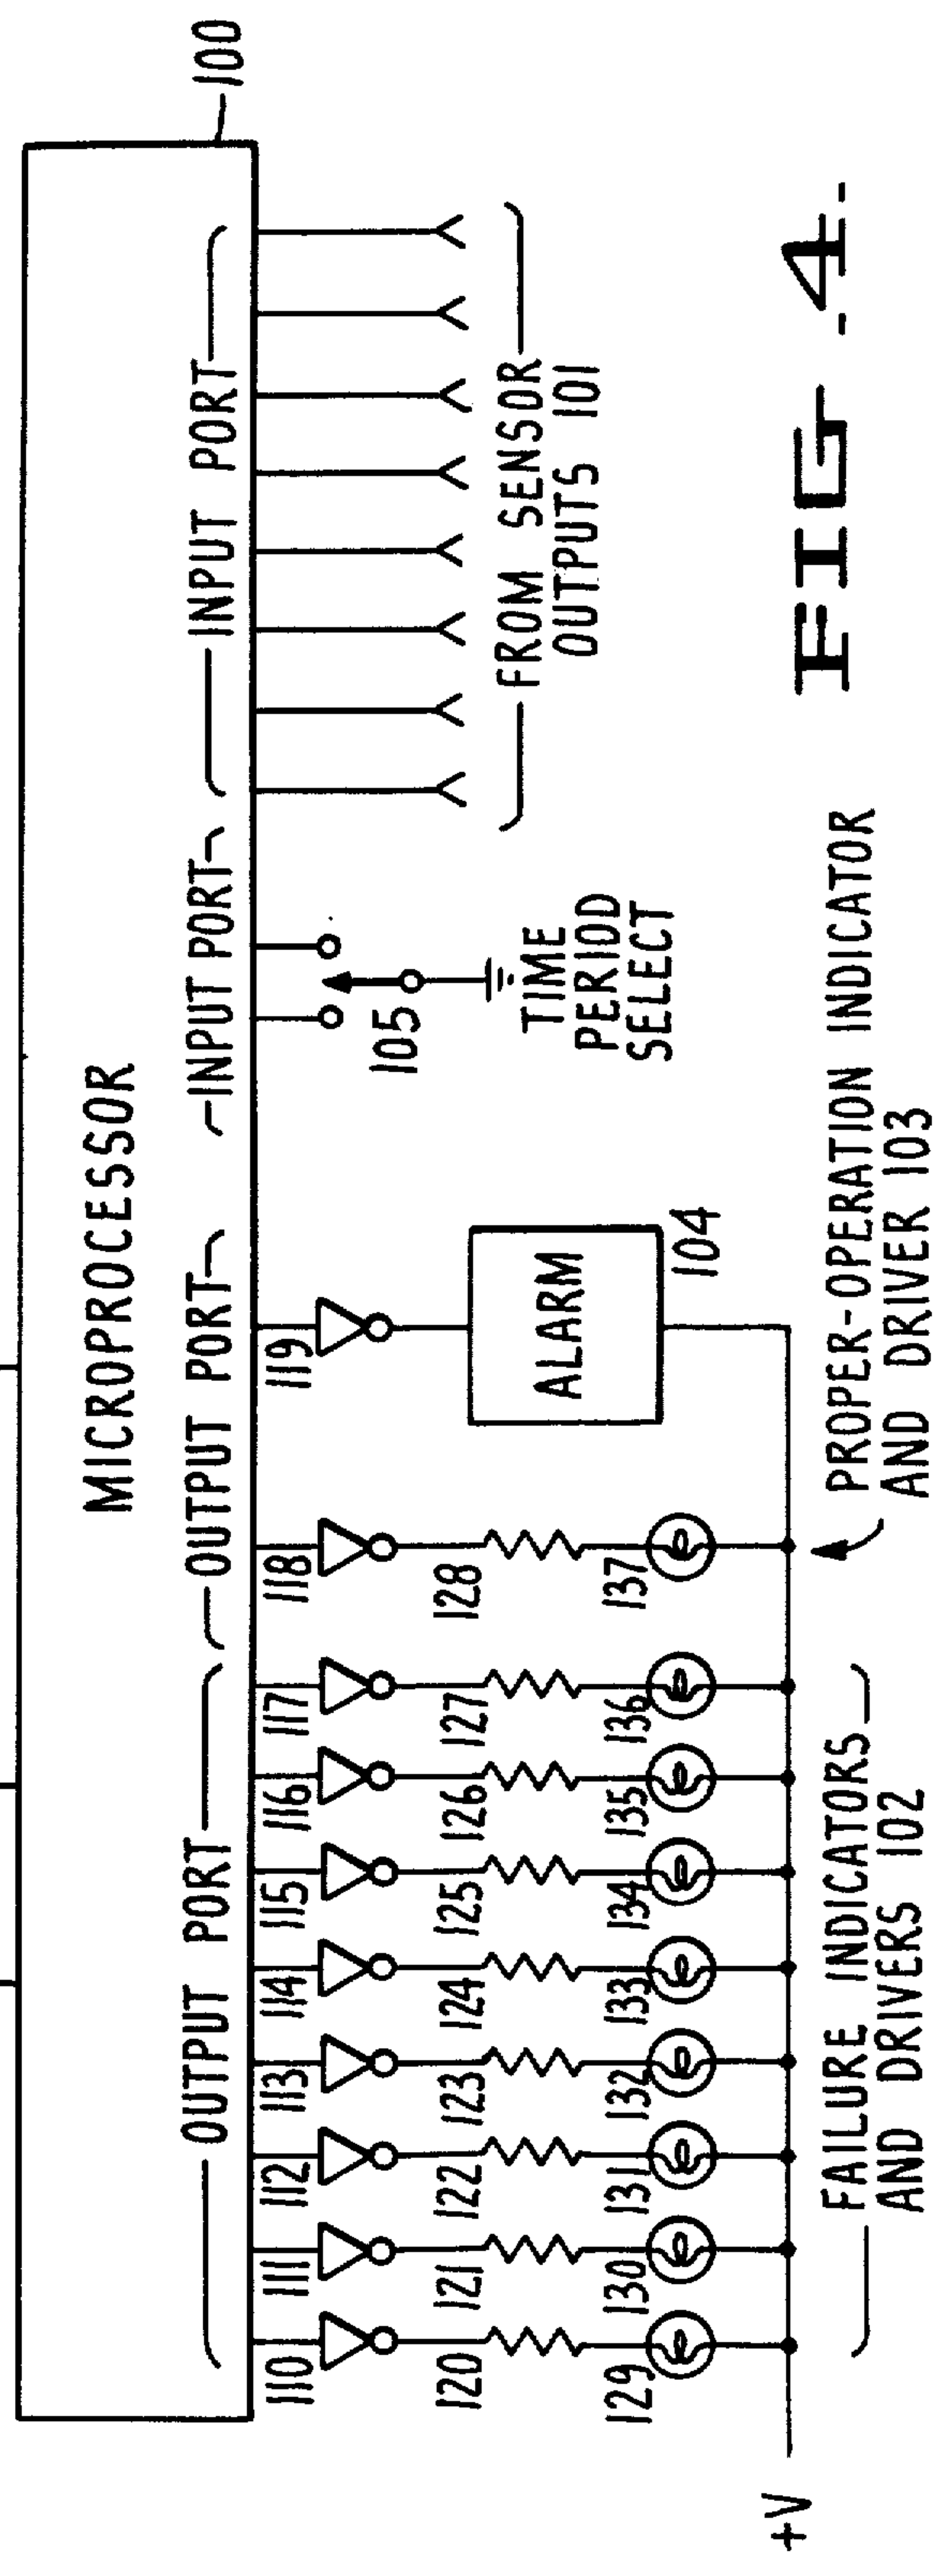 MICROPROCESSOR
100
OUTPUT PORT
OUTPUT PORT
INPUT PORT
INPUT PORT
110
111
112
113
114
115
116
117
118
119
105
120
121
122
123
124
125
126
127
128
ALARM
104
TIME
PERIOD
SELECT
FROM SENSOR
OUTPUTS 101
129
130
131
132
133
134
135
136
137
+V
FAILURE INDICATORS
AND DRIVERS 102
PROPER-OPERATION INDICATOR
AND DRIVER 103
FIG-4-